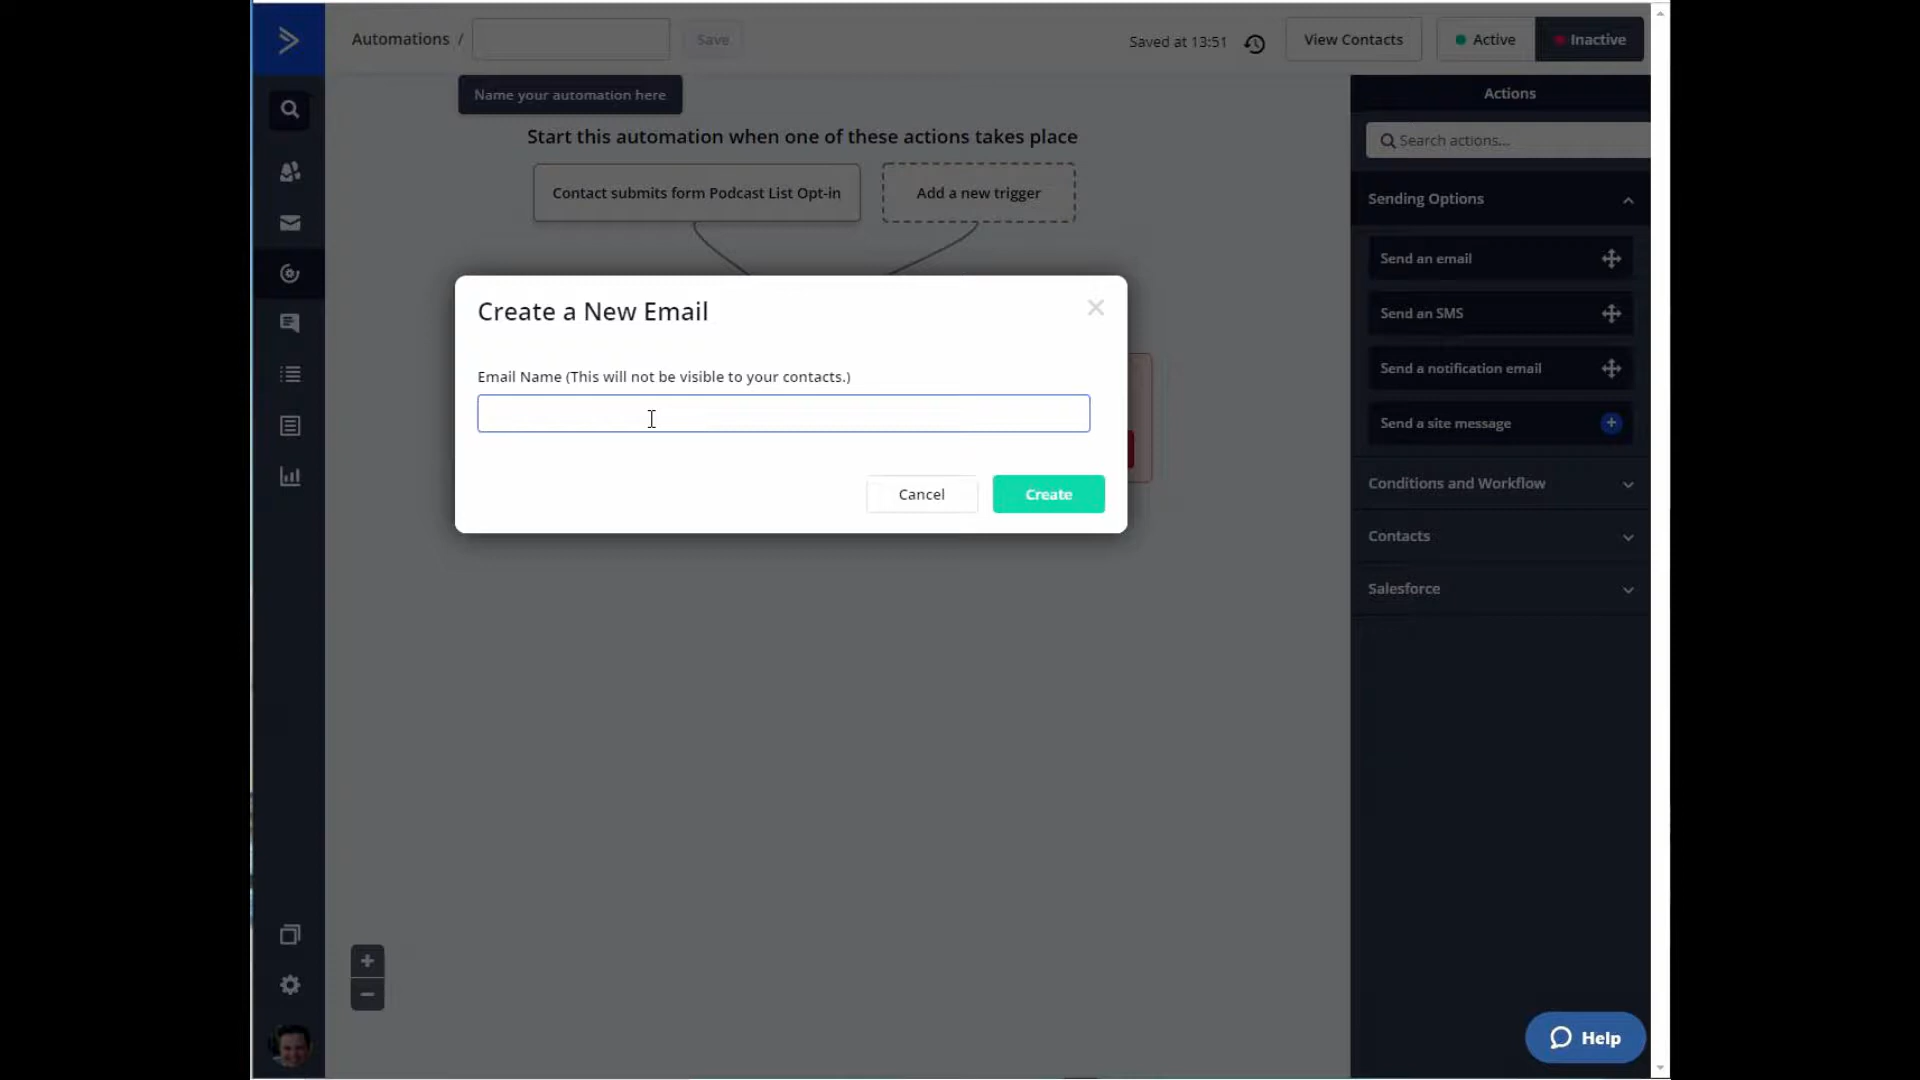 Automations /
Save
Saved at 13:51
View Contacts
Active
Inactive
Name your automation here
Start this automation when one of these actions takes place
Contact submits form Podcast List Opt-in
Add a new trigger
Create a New Email
Email Name (This will not be visible to your contacts.)
Cancel
Create
Actions
Search actions...
Sending Options
Send an email
Send an SMS
Send a notification email
Send a site message
Conditions and Workflow
Contacts
Salesforce
Help